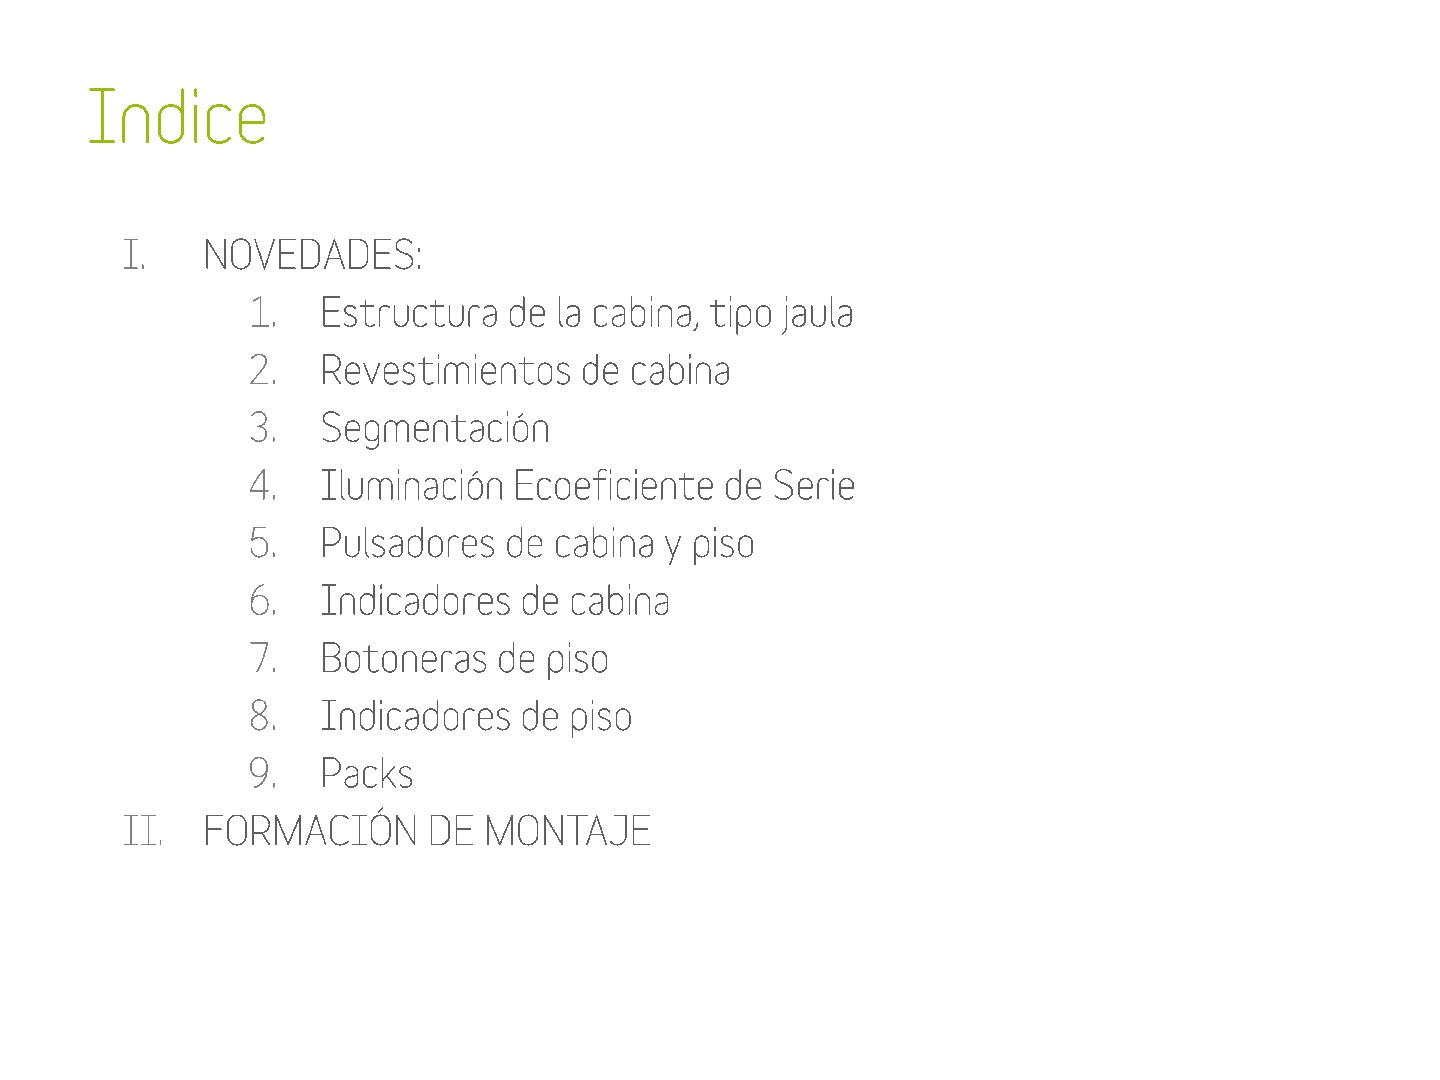 Indice
I. NOVEDADES:
1. Estructura de la cabina, tipo jaula
2. Revestimientos de cabina
3. Segmentación
4. Iluminación Ecoeficiente de Serie
5. Pulsadores de cabina y piso
6. Indicadores de cabina
7. Botoneras de piso
8. Indicadores de piso
9. Packs
II. FORMACIÓN DE MONTAJE